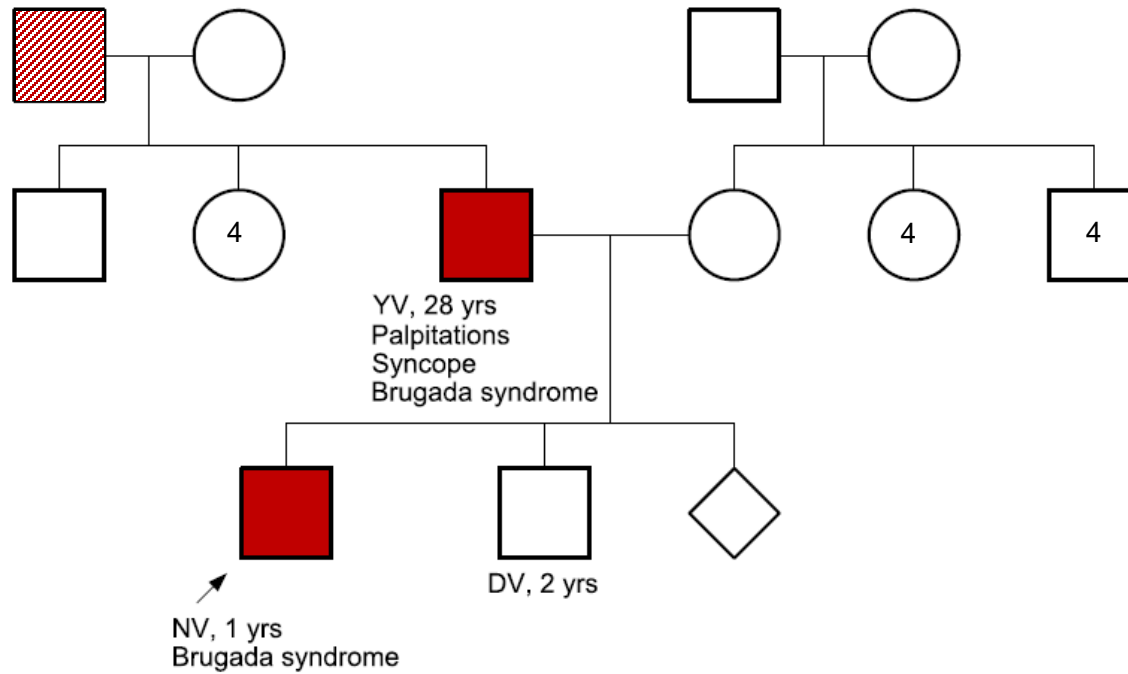 4
4
4
YV, 28 yrs
Palpitations
Syncope
Brugada syndrome
DV, 2 yrs
NV, 1 yrs
Brugada syndrome